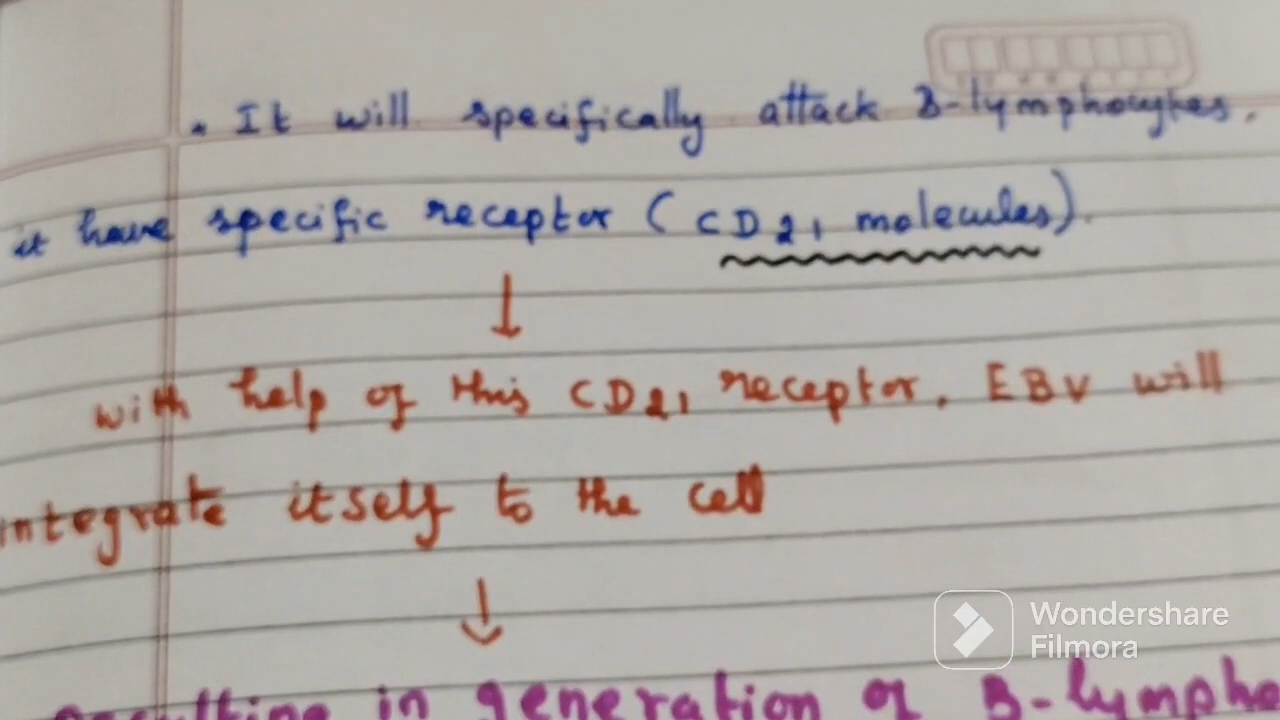 . It will specifically attack B-lymphocytes.
it have specific receptor ( CD21 molecules).
↓
with help of this CD21 receptor, EBV will
integrate itself to the cell
↓
in generation of B-lympho
Wondershare
Filmora